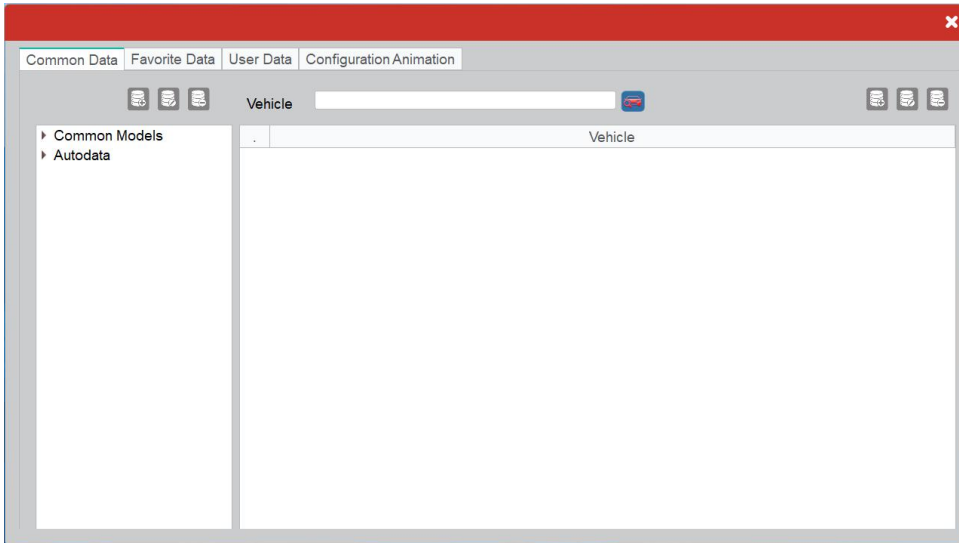 Common Data Favorite Data User Data Configuration Animation
Vehicle
Common Models
Autodata
. Vehicle